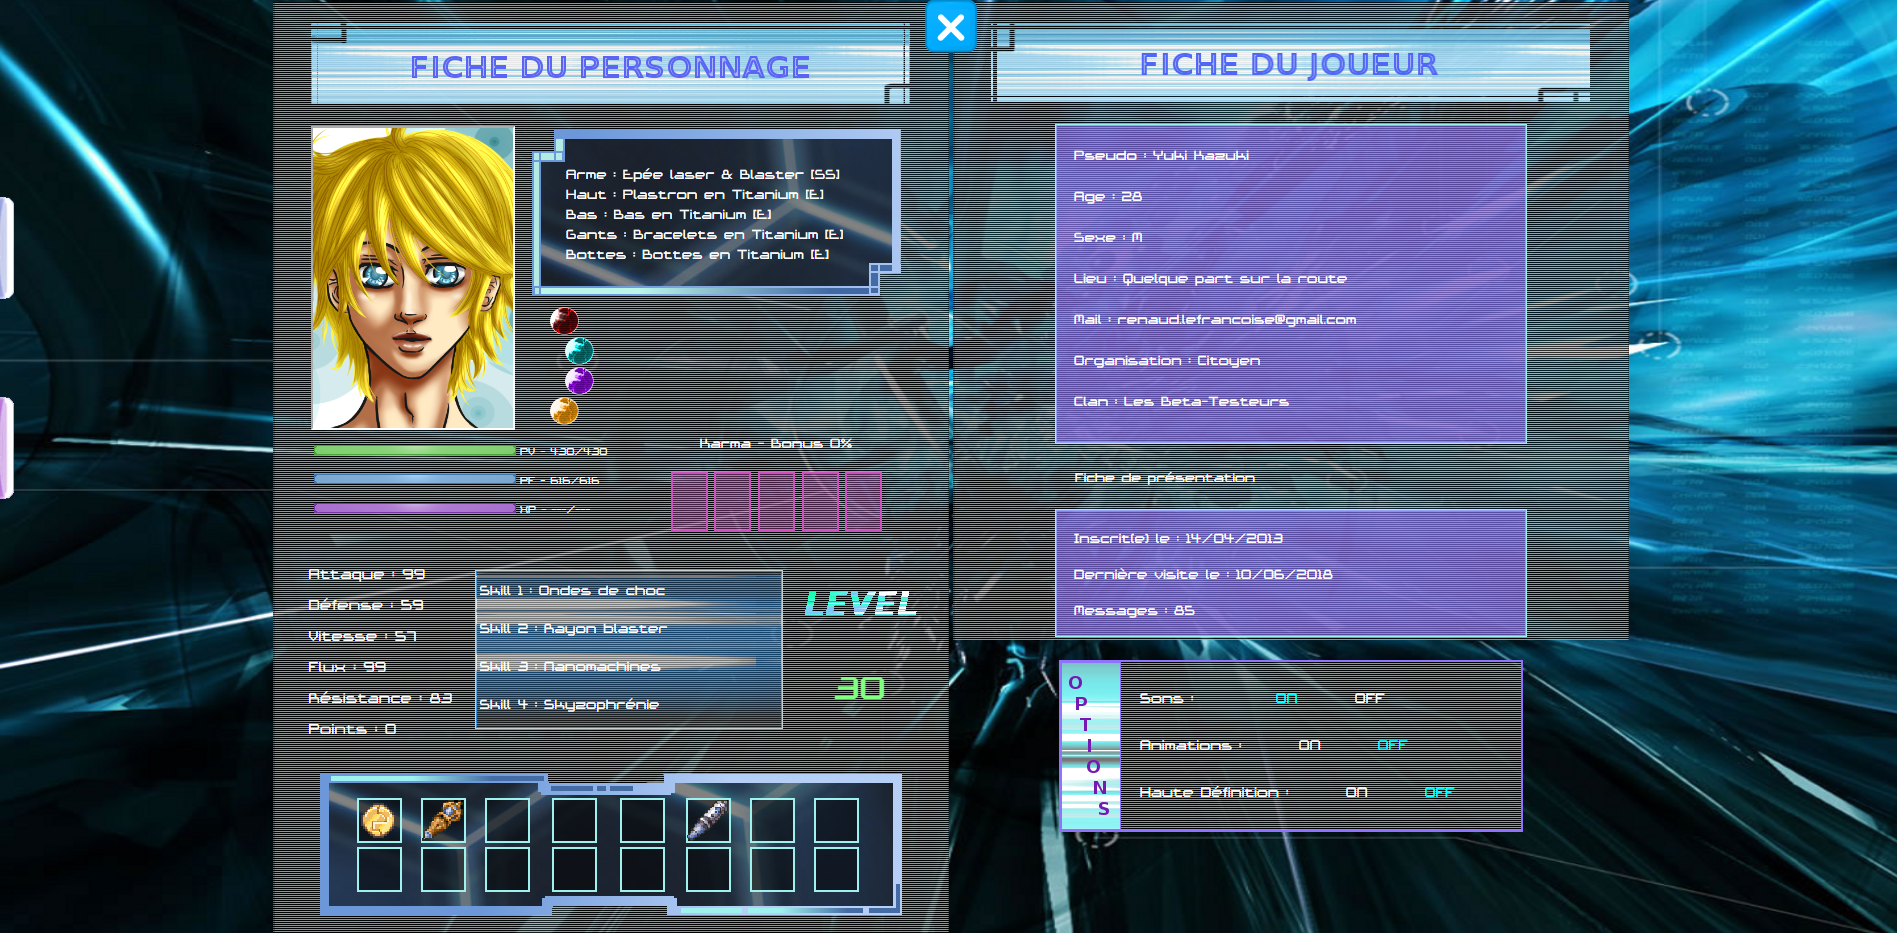 FICHE DU PERSONNAGE
Arme : Epée laser & Blaster [SS]
Haut : Plastron en Titanium [E]
Bas : Bas en Titanium [E]
Gants : Bracelets en Titanium [E]
Bottes : Bottes en Titanium [E]
PV - 430/430
PF - 616/616
XP - --/--
Karma - Bonus 0%
Attaque : 99
Défense : 59
Vitesse : 57
Flux : 99
Résistance : 83
Points : 0
Skill 1 : Ondes de choc
Skill 2 : Rayon blaster
Skill 3 : Nanomachines
Skill 4 : Skyzophrénie
LEVEL
30
FICHE DU JOUEUR
Pseudo : Yuki Kazuki
Age : 28
Sexe : M
Lieu : Quelque part sur la route
Mail : renaud.lefrancoise@gmail.com
Organisation : Citoyen
Clan : Les Beta-Testeurs
Fiche de présentation
Inscrit(e) le : 14/04/2013
Dernière visite le : 10/06/2018
Messages : 85
OPTIONS
Sons : ON OFF
Animations : ON OFF
Haute Définition : ON OFF